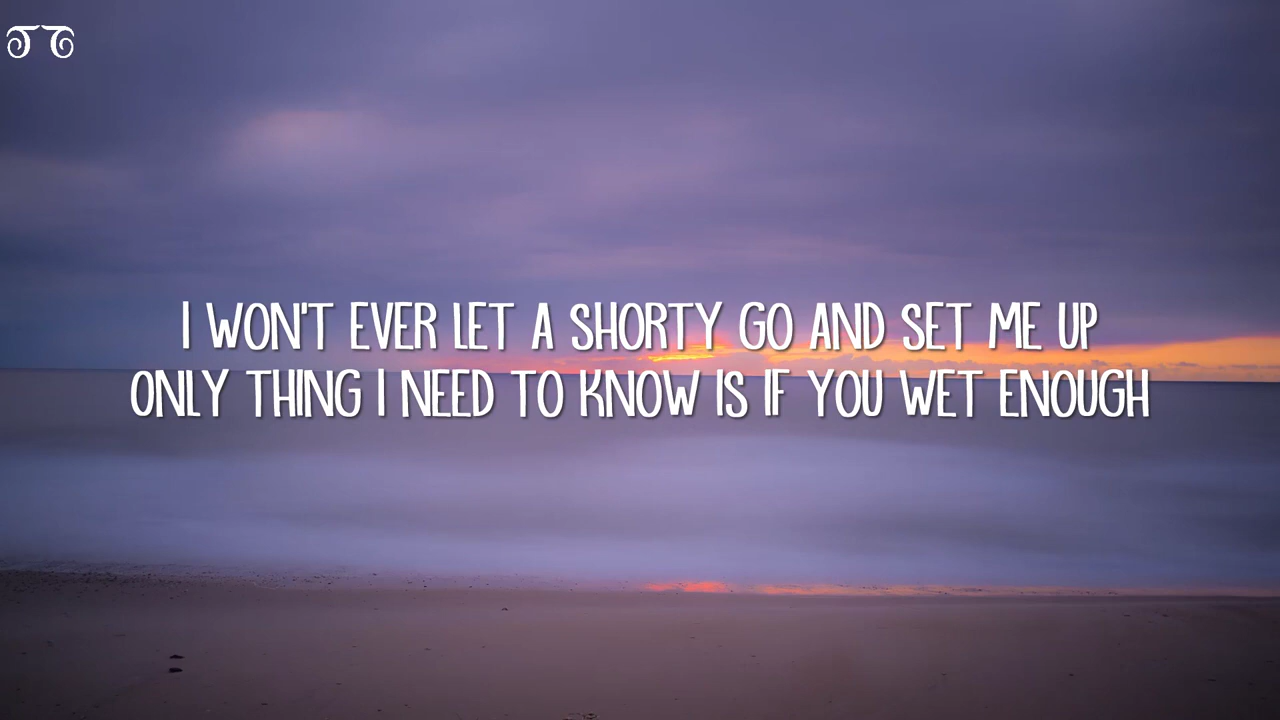 I WON'T EVER LET A SHORTY GO AND SET ME UP
ONLY THING I NEED TO KNOW IS IF YOU WET ENOUGH